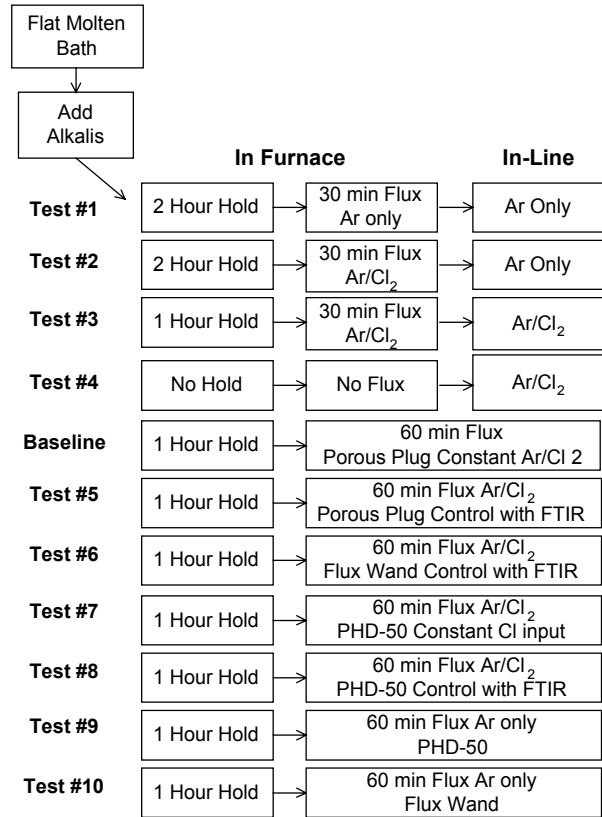 Flat Molten
Bath
Add
Alkalis
In Furnace
In-Line
Test #1
2 Hour Hold
30 min Flux
Ar only
Ar Only
Test #2
2 Hour Hold
30 min Flux
Ar/Cl2
Ar Only
Test #3
1 Hour Hold
30 min Flux
Ar/Cl2
Ar/Cl2
Test #4
No Hold
No Flux
Ar/Cl2
Baseline
1 Hour Hold
60 min Flux
Porous Plug Constant Ar/Cl 2
Test #5
1 Hour Hold
60 min Flux Ar/Cl2
Porous Plug Control with FTIR
Test #6
1 Hour Hold
60 min Flux Ar/Cl2
Flux Wand Control with FTIR
Test #7
1 Hour Hold
60 min Flux Ar/Cl2
PHD-50 Constant Cl input
Test #8
1 Hour Hold
60 min Flux Ar/Cl2
PHD-50 Control with FTIR
Test #9
1 Hour Hold
60 min Flux Ar only
PHD-50
Test #10
1 Hour Hold
60 min Flux Ar only
Flux Wand